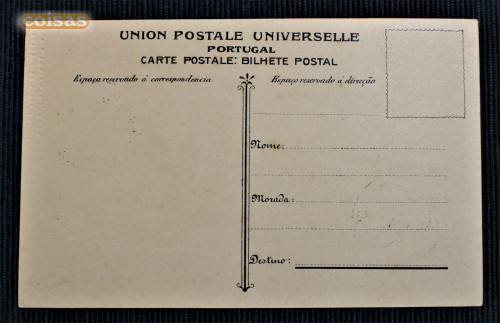 coisas
UNION POSTALE UNIVERSELLE
PORTUGAL
CARTE POSTALE: BILHETE POSTAL
Espaço reservado á correspondencia
Espaço reservado á direcção
Nome:
Morada:
Destino: